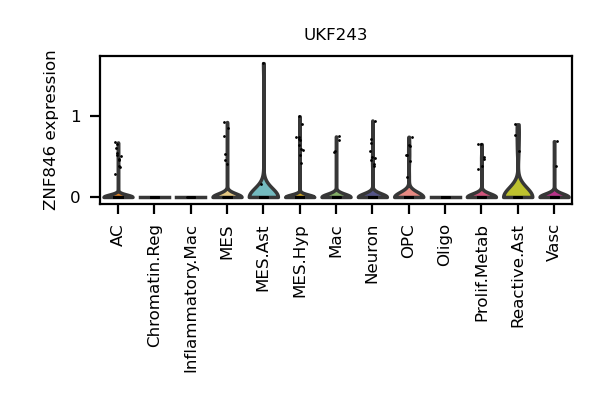 UKF243
ZNF846 expression
1
0
AC
Chromatin.Reg
Inflammatory.Mac
MES
MES.Ast
MES.Hyp
Mac
Neuron
OPC
Oligo
Prolif.Metab
Reactive.Ast
Vasc